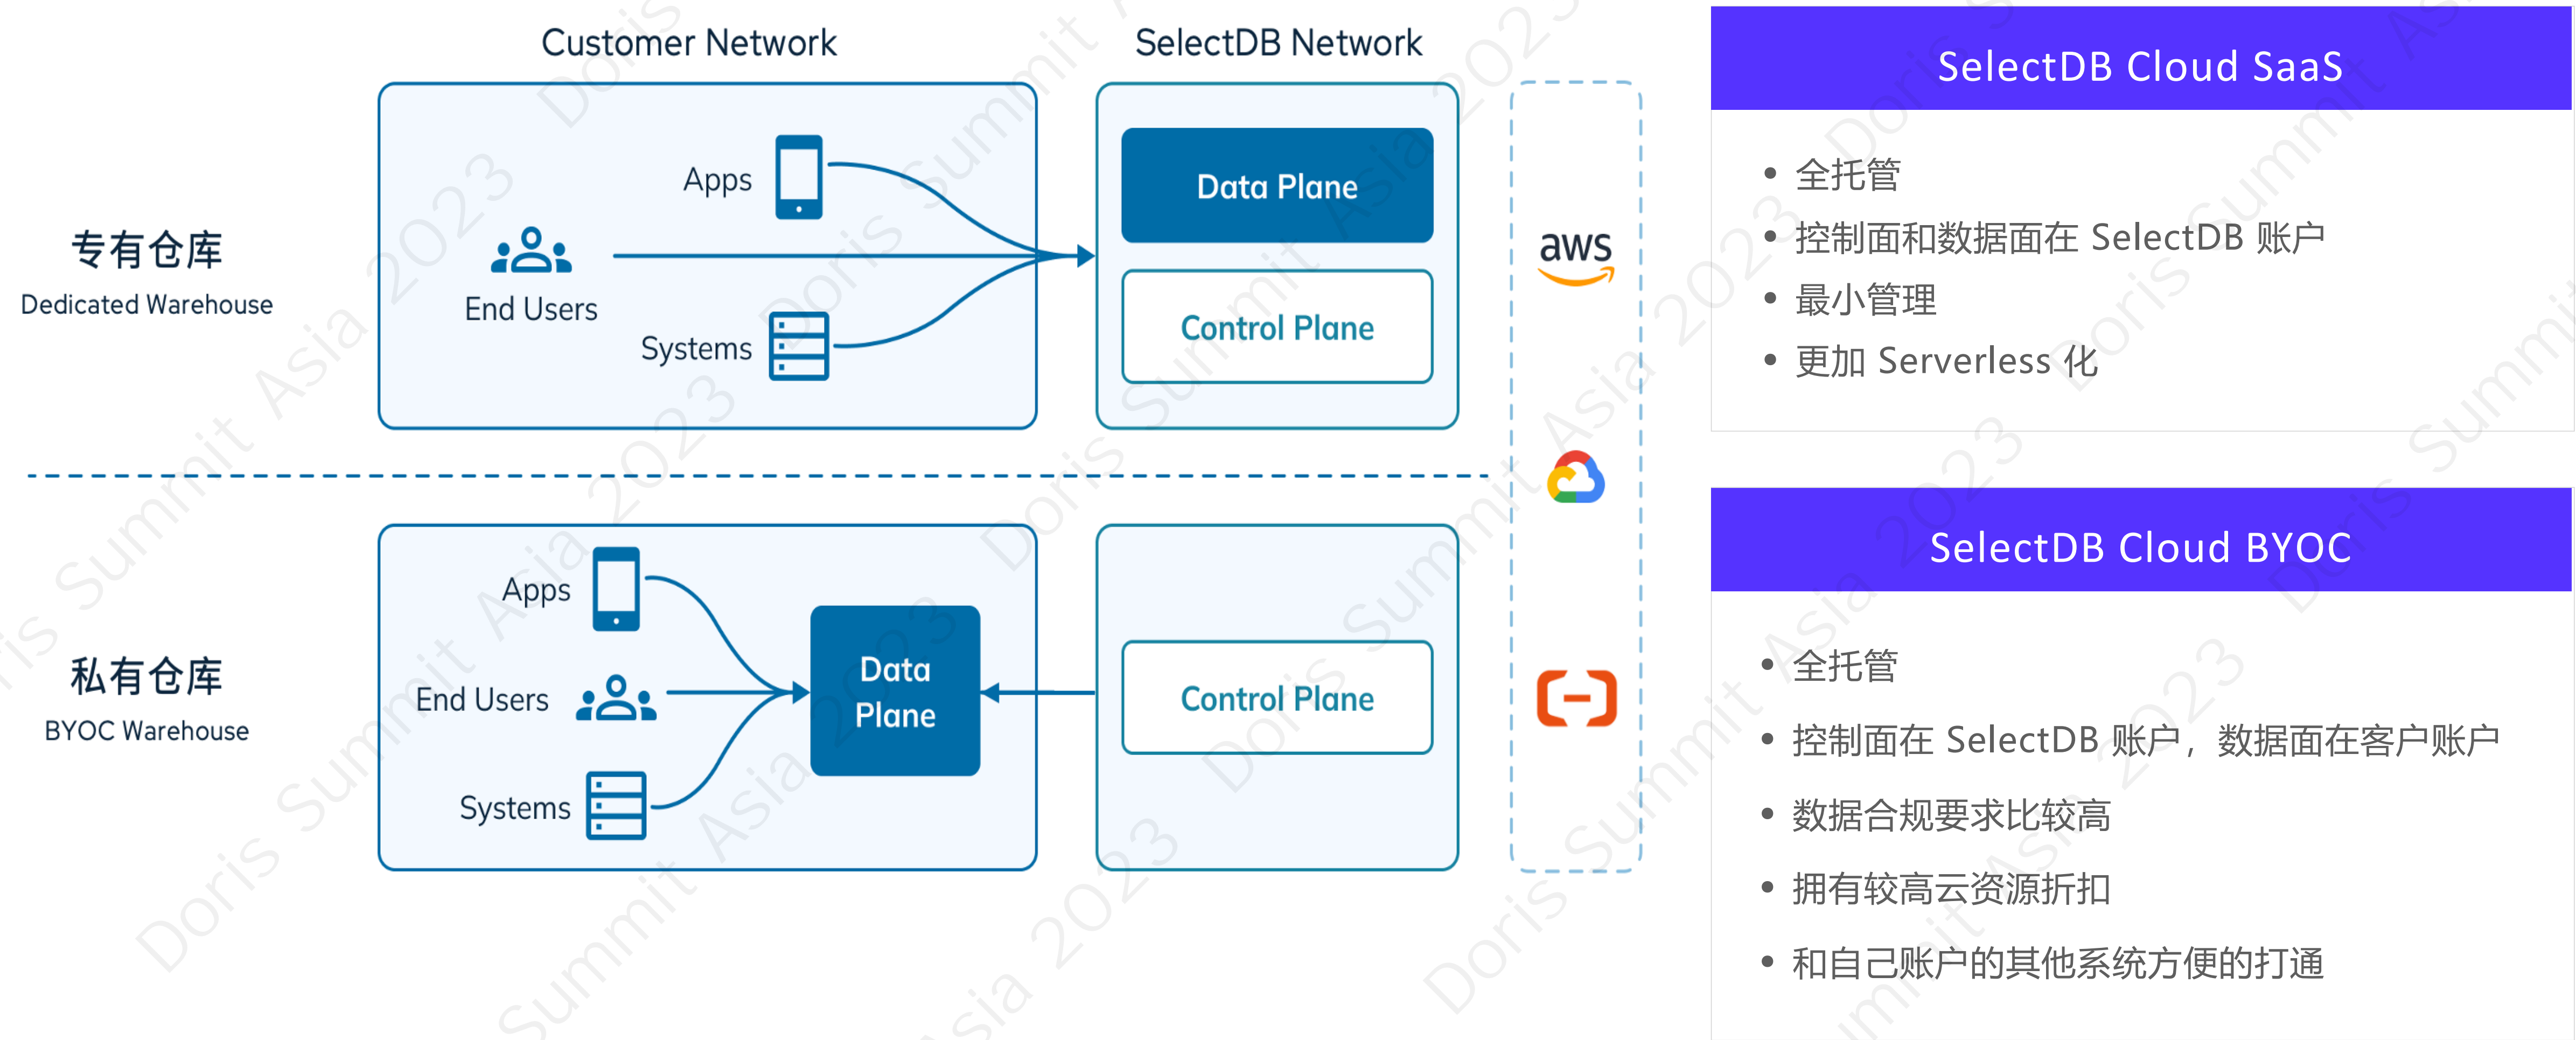 Customer Network
SelectDB Network
专有仓库
Dedicated Warehouse
Apps
End Users
Systems
Data Plane
Control Plane
私有仓库
BYOC Warehouse
Apps
End Users
Systems
Data
Plane
Control Plane
aws
SelectDB Cloud SaaS
• 全托管
• 控制面和数据面在 SelectDB 账户
• 最小管理
• 更加 Serverless 化
SelectDB Cloud BYOC
• 全托管
• 控制面在 SelectDB 账户，数据面在客户账户
• 数据合规要求比较高
• 拥有较高云资源折扣
• 和自己账户的其他系统方便的打通
Doris Summit Asia 2023